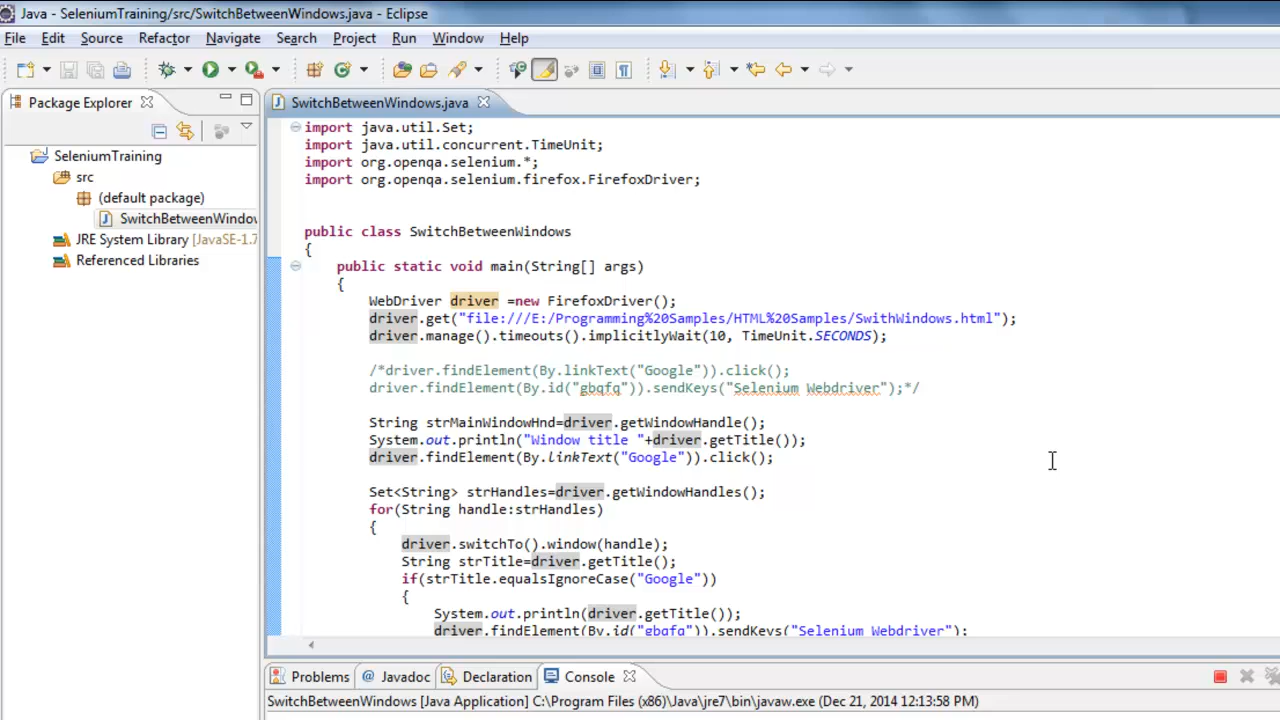 Java - SeleniumTraining/src/SwitchBetweenWindows.java - Eclipse
File Edit Source Refactor Navigate Search Project Run Window Help
Package Explorer
SwitchBetweenWindows.java
SeleniumTraining
src
(default package)
SwitchBetweenWindov
JRE System Library [JavaSE-1.7
Referenced Libraries
import java.util.Set;
import java.util.concurrent.TimeUnit;
import org.openqa.selenium.*;
import org.openqa.selenium.firefox.FirefoxDriver;
public class SwitchBetweenWindows
{
public static void main(String[] args)
{
WebDriver driver =new FirefoxDriver();
driver.get("file:///E:/Programming%20Samples/HTML%20Samples/SwithWindows.html");
driver.manage().timeouts().implicitlyWait(10, TimeUnit.SECONDS);
/*driver.findElement(By.linkText("Google")).click();
driver.findElement(By.id("gbqfq")).sendKeys("Selenium Webdriver");*/
String strMainWindowHnd=driver.getWindowHandle();
System.out.println("Window title "+driver.getTitle());
driver.findElement(By.linkText("Google")).click();
Set<String> strHandles=driver.getWindowHandles();
for(String handle:strHandles)
{
driver.switchTo().window(handle);
String strTitle=driver.getTitle();
if(strTitle.equalsIgnoreCase("Google"))
{
System.out.println(driver.getTitle());
driver.findElement(By.id("gbqfq")).sendKeys("Selenium Webdriver");
Problems @ Javadoc Declaration Console
SwitchBetweenWindows [Java Application] C:\Program Files (x86)\Java\jre7\bin\javaw.exe (Dec 21, 2014 12:13:58 PM)